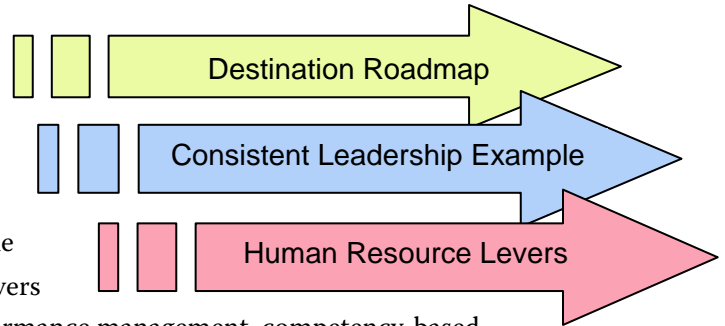 Destination Roadmap
Consistent Leadership Example
Human Resource Levers